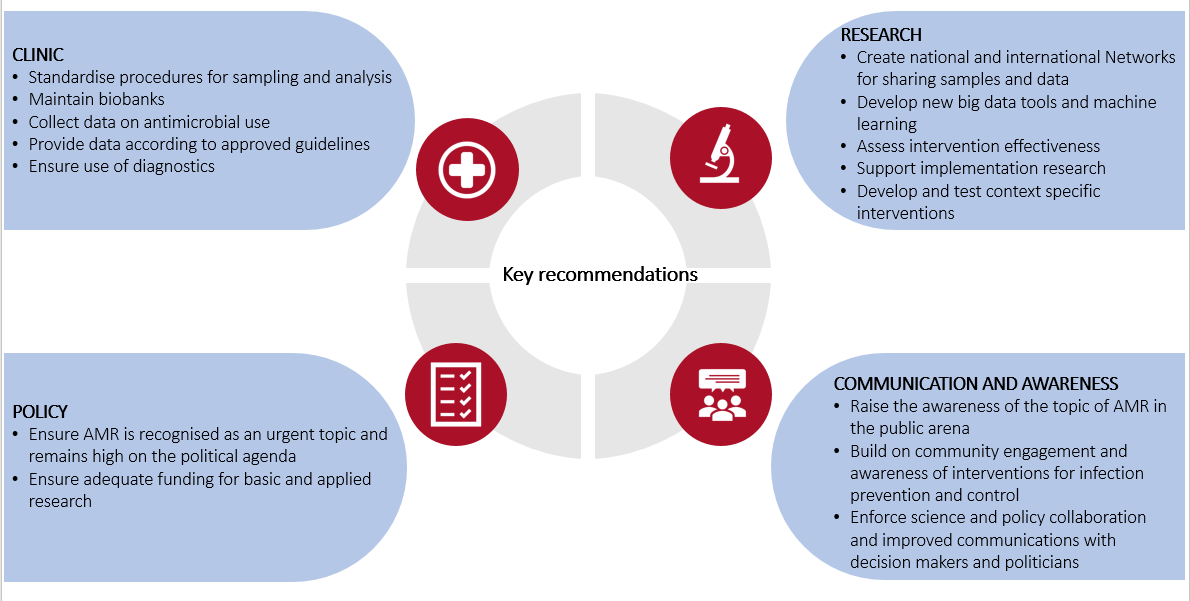 CLINIC
• Standardise procedures for sampling and analysis
• Maintain biobanks
• Collect data on antimicrobial use
• Provide data according to approved guidelines
• Ensure use of diagnostics
RESEARCH
• Create national and international Networks
for sharing samples and data
• Develop new big data tools and machine
learning
• Assess intervention effectiveness
• Support implementation research
• Develop and test context specific
interventions
Key recommendations
POLICY
• Ensure AMR is recognised as an urgent topic and
remains high on the political agenda
• Ensure adequate funding for basic and applied
research
COMMUNICATION AND AWARENESS
• Raise the awareness of the topic of AMR in
the public arena
• Build on community engagement and
awareness of interventions for infection
prevention and control
• Enforce science and policy collaboration
and improved communications with
decision makers and politicians